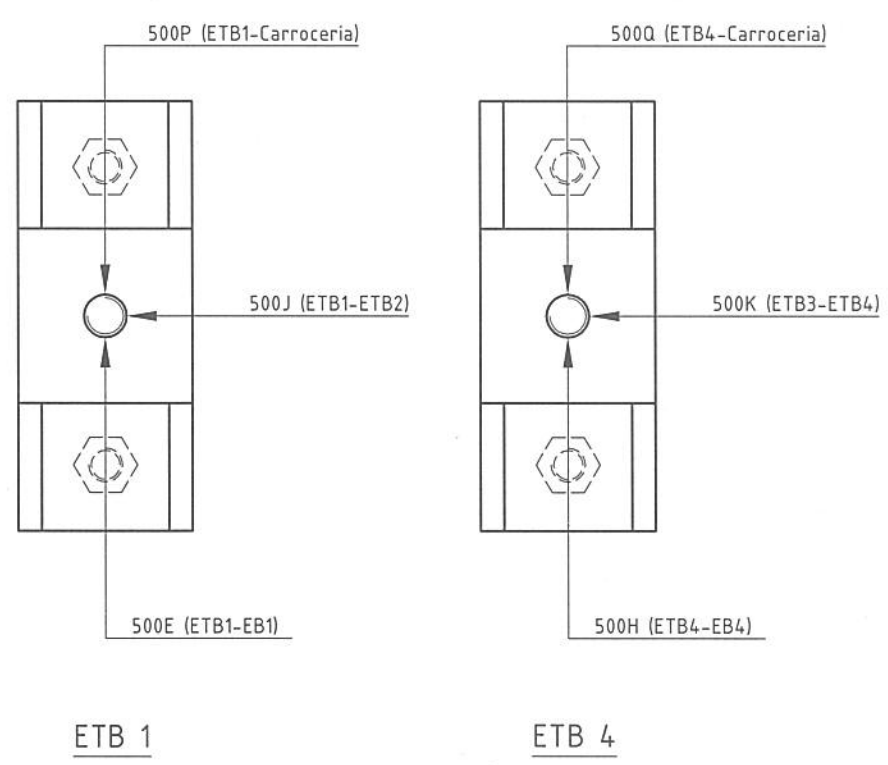 500P (ETB1-Carroceria)
500Q (ETB4-Carroceria)
500J (ETB1-ETB2)
500K (ETB3-ETB4)
500E (ETB1-EB1)
500H (ETB4-EB4)
ETB 1
ETB 4